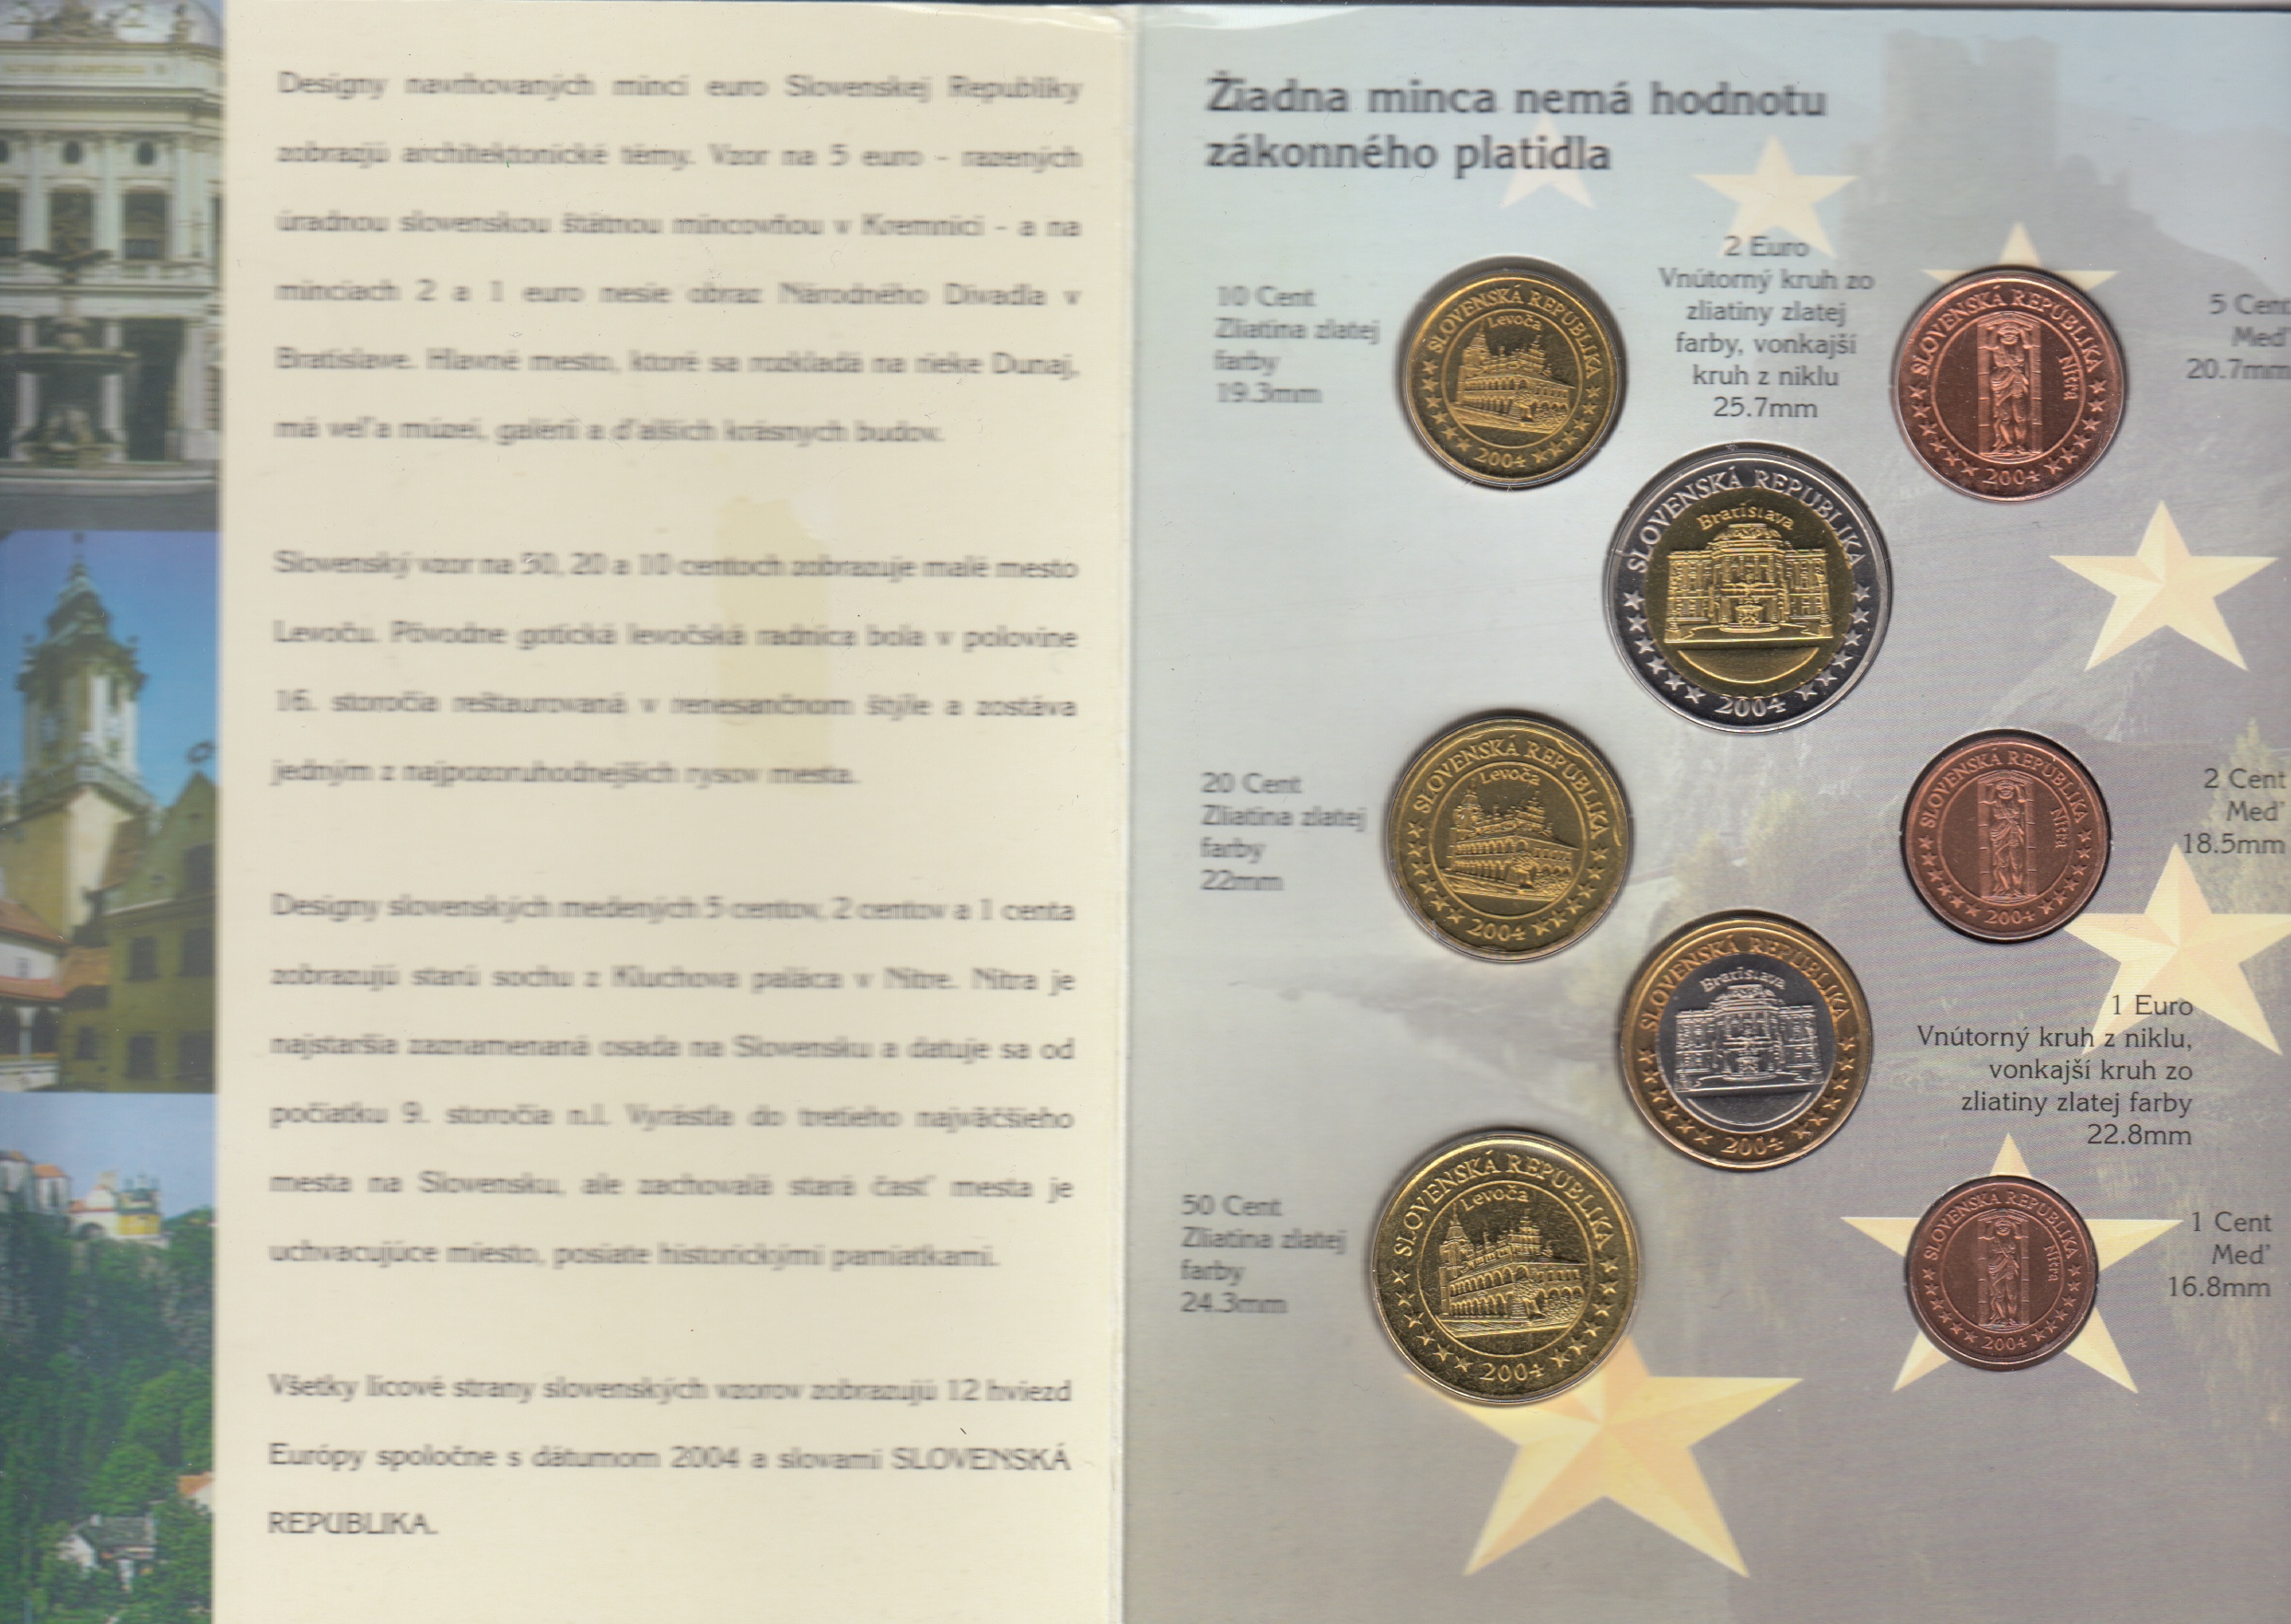 Designy navrhovaných mincí euro Slovenskej Republiky
zobrazjú architektonické témy. Vzor na 5 euro - razených
úradnou slovenskou štátnou mincovňou v Kremnici - a na
minciach 2 a 1 euro nesie obraz Národného Divadla v
Bratislave. Hlavné mesto, ktoré sa rozkladá na rieke Dunaj,
má veľa múzeí, galérií a ďalších krásnych budov.
Slovenský vzor na 50, 20 a 10 centoch zobrazuje malé mesto
Levoču. Pôvodne gotická levočská radnica bola v polovine
16. storočia reštaurovaná v renesančnom štýle a zostáva
jedným z najpozoruhodnejších rysov mesta.
Designy slovenských medených 5 centov, 2 centov a 1 centa
zobrazujú starú sochu z Kluchova paláca v Nitre. Nitra je
najstaršia zaznamenaná osada na Slovensku a datuje sa od
počiatku 9. storočia n.l. Vyrástla do tretieho najväčšieho
mesta na Slovensku, ale zachovalá stará časť mesta je
uchvacujúce miesto, posiate historickými pamiatkami.
Všetky lícové strany slovenských vzorov zobrazujú 12 hviezd
Európy spoločne s dátumom 2004 a slovami SLOVENSKÁ
REPUBLIKA.
Žiadna minca nemá hodnotu
zákonného platidla
10 Cent
Zliatina zlatej
farby
19.3mm
SLOVENSKÁ REPUBLIKA
Levoča
2004
2 Euro
Vnútorný kruh zo
zliatiny zlatej
farby, vonkajší
kruh z niklu
25.7mm
SLOVENSKÁ REPUBLIKA
Bratislava
2004
5 Cent
Meď
20.7mm
SLOVENSKÁ REPUBLIKA
Nitra
2004
20 Cent
Zliatina zlatej
farby
22mm
SLOVENSKÁ REPUBLIKA
Levoča
2004
2 Cent
Meď
18.5mm
SLOVENSKÁ REPUBLIKA
Nitra
2004
1 Euro
Vnútorný kruh z niklu,
vonkajší kruh zo
zliatiny zlatej farby
22.8mm
SLOVENSKÁ REPUBLIKA
Bratislava
2004
50 Cent
Zliatina zlatej
farby
24.3mm
SLOVENSKÁ REPUBLIKA
Levoča
2004
1 Cent
Meď
16.8mm
SLOVENSKÁ REPUBLIKA
Nitra
2004